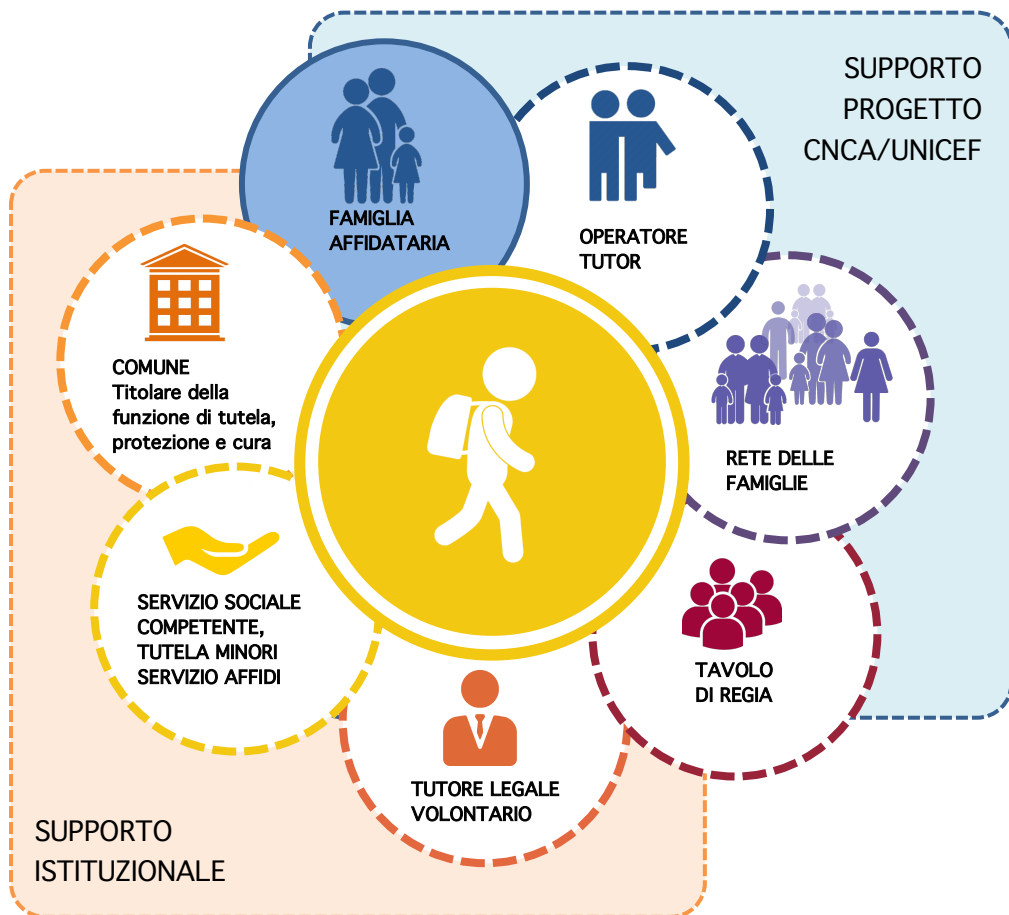 SUPPORTO
PROGETTO
CNCA/UNICEF
FAMIGLIA
AFFIDATARIA
OPERATORE
TUTOR
COMUNE
Titolare della
funzione di tutela,
protezione e cura
RETE DELLE
FAMIGLIE
SERVIZIO SOCIALE
COMPETENTE,
TUTELA MINORI
SERVIZIO AFFIDI
TAVOLO
DI REGIA
TUTORE LEGALE
VOLONTARIO
SUPPORTO
ISTITUZIONALE